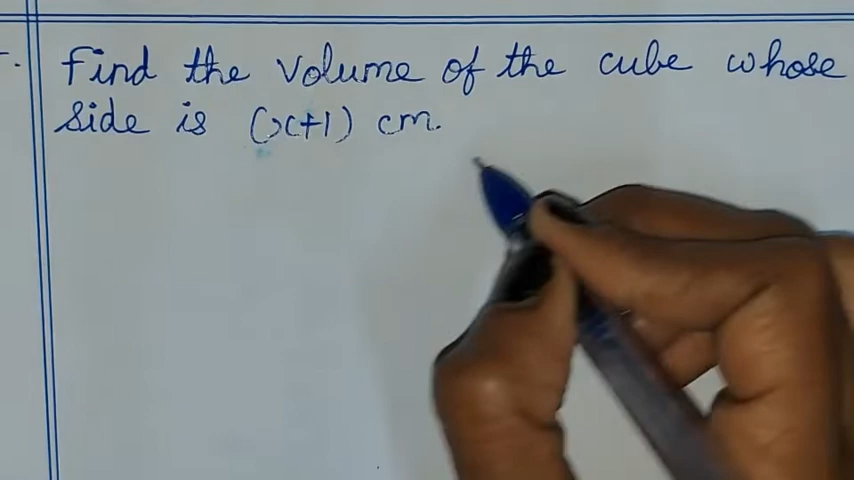 Find the volume of the cube whose
side is (x+1) cm.